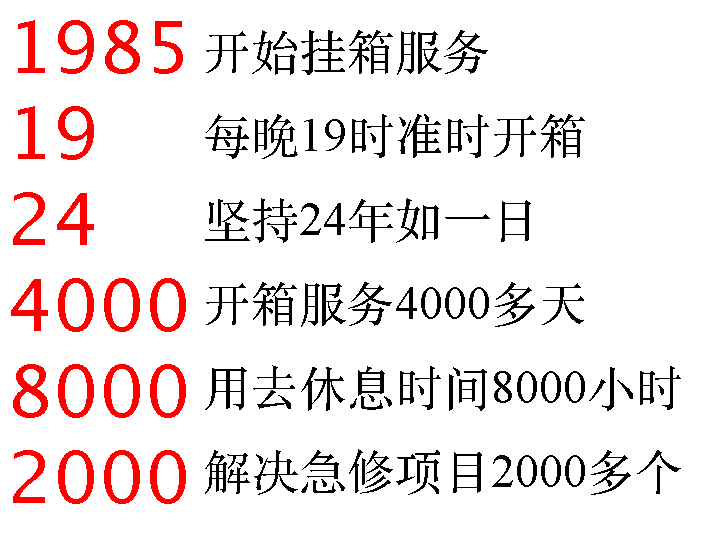 1985 开始挂箱服务
19 每晚19时准时开箱
24 坚持24年如一日
4000 开箱服务4000多天
8000 用去休息时间8000小时
2000 解决急修项目2000多个